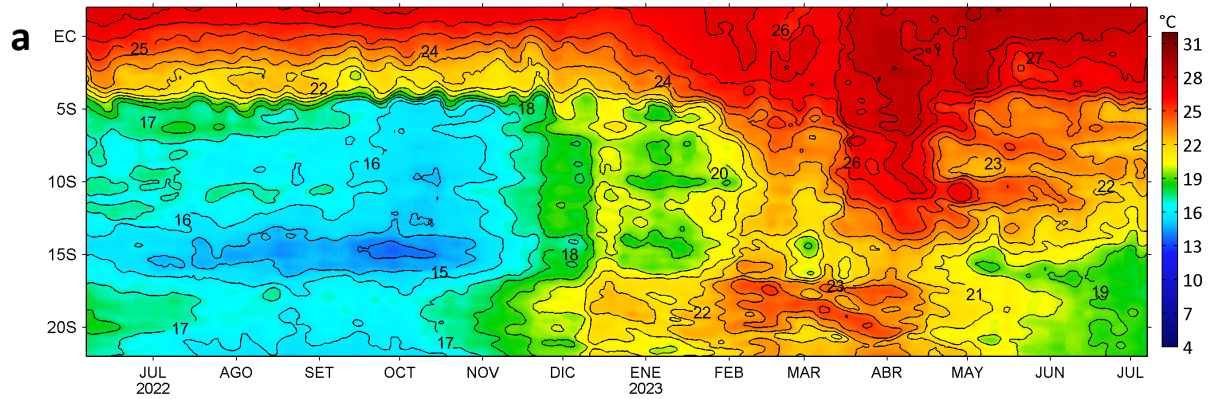 a
°C
EC
5S
10S
15S
20S
25
24
22
17
16
16
15
17
17
18
18
24
20
22
26
26
23
27
23
22
21
19
31
28
25
22
19
16
13
10
7
4
JUL
2022
AGO
SET
OCT
NOV
DIC
ENE
2023
FEB
MAR
ABR
MAY
JUN
JUL